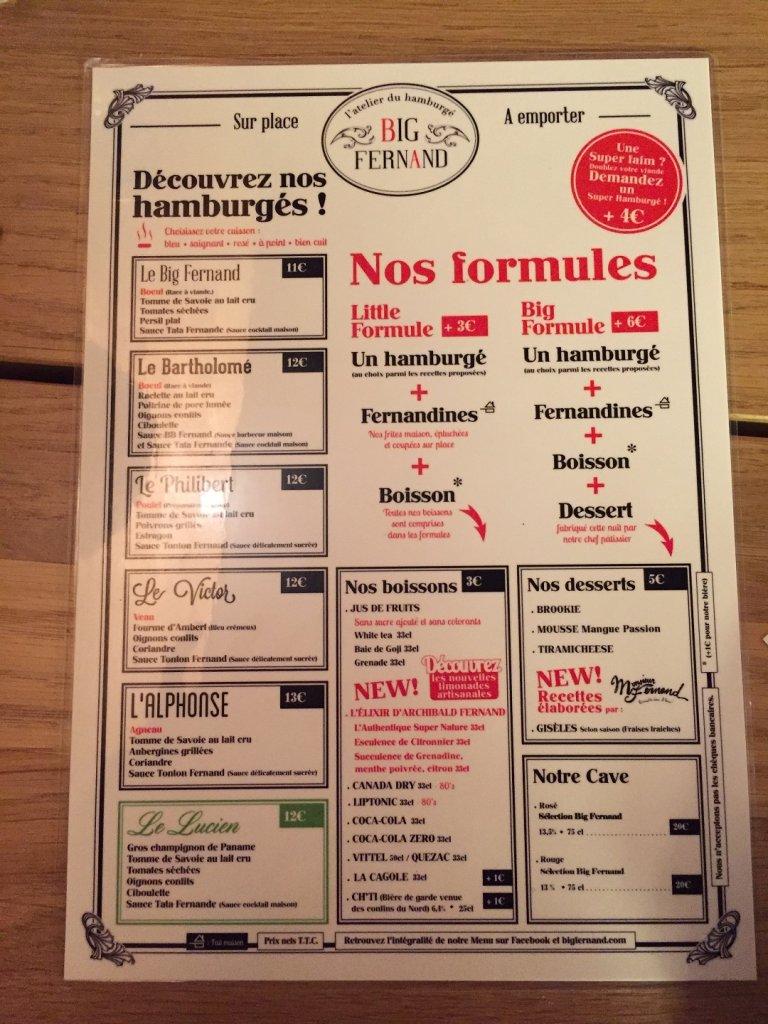 Sur place
l'atelier du hamburgé
BIG
FERNAND
A emporter
Une
Super faim ?
Doublez votre viande
Demandez
un
Super Hamburgé !
+ 4€
Découvrez nos
hamburgés !
Choisissez votre cuisson :
bleu • saignant • rosé • à point • bien cuit
Le Big Fernand 11€
Boeuf (Race à viande.)
Tomme de Savoie au lait cru
Tomates séchées
Persil plat
Sauce Tata Fernande (Sauce cocktail maison)
Le Bartholomé 12€
Boeuf (Race à viande)
Raclette au lait cru
Poitrine de porc fumée
Oignons confits
Ciboulette
Sauce BB Fernand (Sauce barbecue maison)
et Sauce Tata Fernande (Sauce cocktail maison)
Le Philibert 12€
Poulet
Tomme de Savoie au lait cru
Poivrons grillés
Estragon
Sauce Tonton Fernand (Sauce délicatement sucrée)
Le Victor 12€
Veau
Fourme d'Ambert (Bleu crémeux)
Oignons confits
Coriandre
Sauce Tonton Fernand (Sauce délicatement sucrée)
L'ALPHONSE 13€
Agneau
Tomme de Savoie au lait cru
Aubergines grillées
Coriandre
Sauce Tonton Fernand (Sauce délicatement sucrée)
Le Lucien 12€
Gros champignon de Paname
Tomme de Savoie au lait cru
Tomates séchées
Oignons confits
Ciboulette
Sauce Tata Fernande (Sauce cocktail maison)
Nos formules
Little
Formule + 3€
Un hamburgé
(au choix parmi les recettes proposées)
+
Fernandines
Nos frites maison, épluchées
et coupées sur place
+
Boisson*
Toutes nos boissons
sont comprises
dans les formules
Big
Formule + 6€
Un hamburgé
(au choix parmi les recettes proposées)
+
Fernandines
+
Boisson*
+
Dessert
fabriqué cette nuit par
notre chef pâtissier
Nos boissons 3€
. JUS DE FRUITS
Sans sucre ajouté et sans colorants
White tea 33cl
Baie de Goji 33cl
Grenade 33cl
NEW!
Découvrez
les nouvelles
limonades
artisanales
. L'ÉLIXIR D'ARCHIBALD FERNAND
L'Authentique Super Nature 33cl
Esculence de Citronnier 33cl
Succulence de Grenadine,
menthe poivrée, citron 33cl
. CANADA DRY 33cl - 80's
. LIPTONIC 33cl - 80's
. COCA-COLA 33cl
. COCA-COLA ZERO 33cl
. VITTEL 50cl / QUEZAC 33cl
. LA CAGOLE 33cl + 1€
. CH'TI (Bière de garde venue
des confins du Nord) 6,4% * 25cl + 1€
Nos desserts 5€
. BROOKIE
. MOUSSE Mangue Passion
. TIRAMICHEESE
NEW!
Recettes
élaborées par :
Monsieur
Fernand
. GISÈLES Selon saison (Fraises fraîches)
Notre Cave
. Rosé
Sélection Big Fernand
13,5% • 75 cl 20€
. Rouge
Sélection Big Fernand
13 % • 75 cl 20€
* (+1€ pour notre bière)
Nous n'acceptons pas les chèques bancaires.
: Fait maison
Prix nets T.T.C.
Retrouvez l'intégralité de notre Menu sur Facebook et bigfernand.com